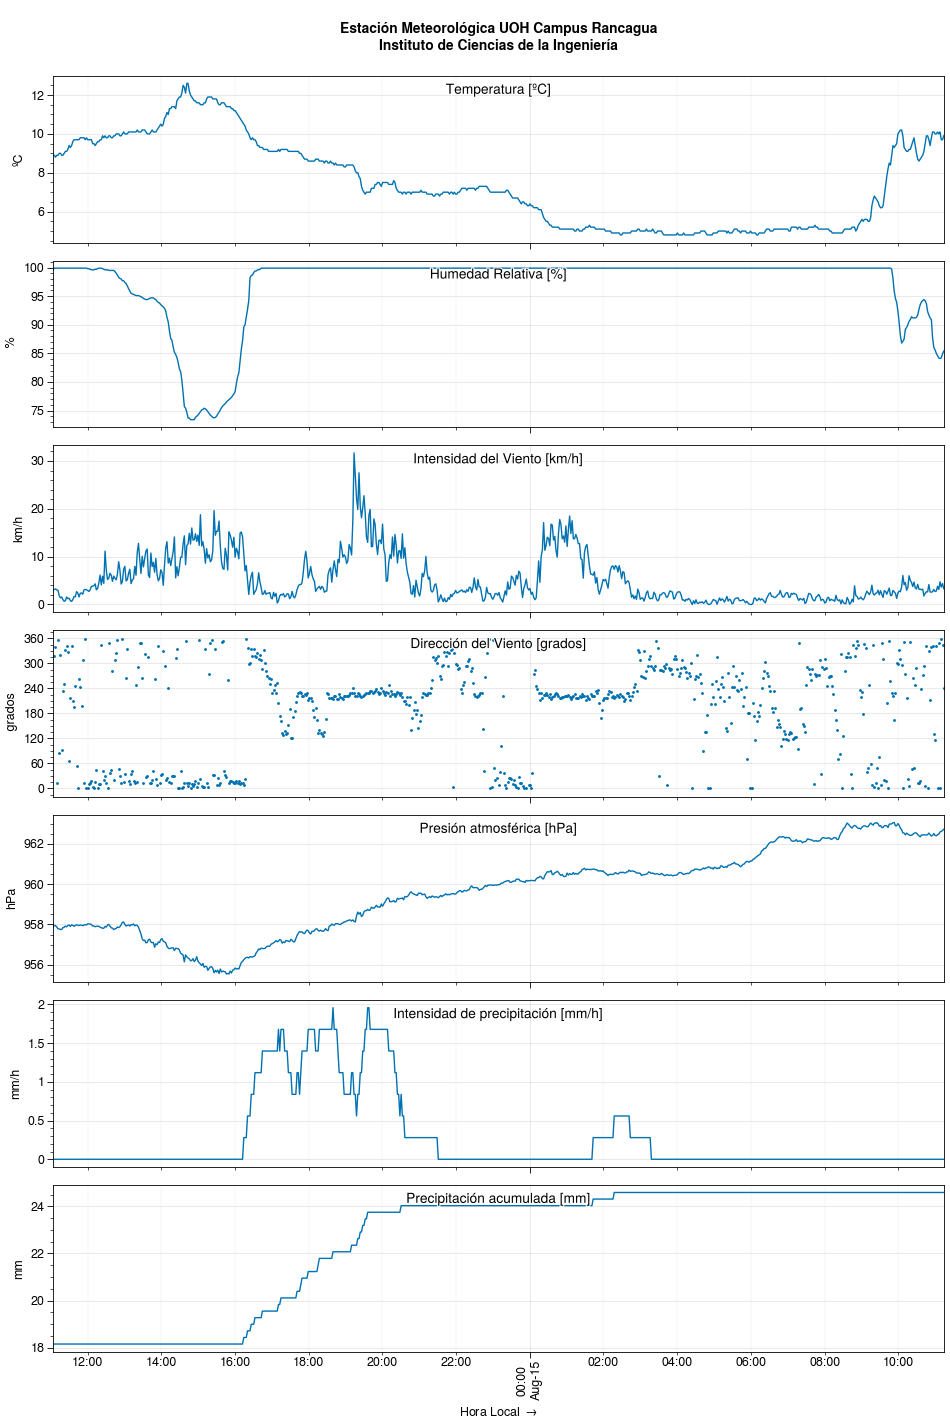 Estación Meteorológica UOH Campus Rancagua
Instituto de Ciencias de la Ingeniería
Temperatura [ºC]
ºC
12
10
8
6
Humedad Relativa [%]
%
100
95
90
85
80
75
Intensidad del Viento [km/h]
km/h
30
20
10
0
Dirección del Viento [grados]
grados
360
300
240
180
120
60
0
Presión atmosférica [hPa]
hPa
962
960
958
956
Intensidad de precipitación [mm/h]
mm/h
2
1.5
1
0.5
0
Precipitación acumulada [mm]
mm
24
22
20
18
12:00 14:00 16:00 18:00 20:00 22:00 00:00 02:00 04:00 06:00 08:00 10:00
Aug-15
Hora Local →